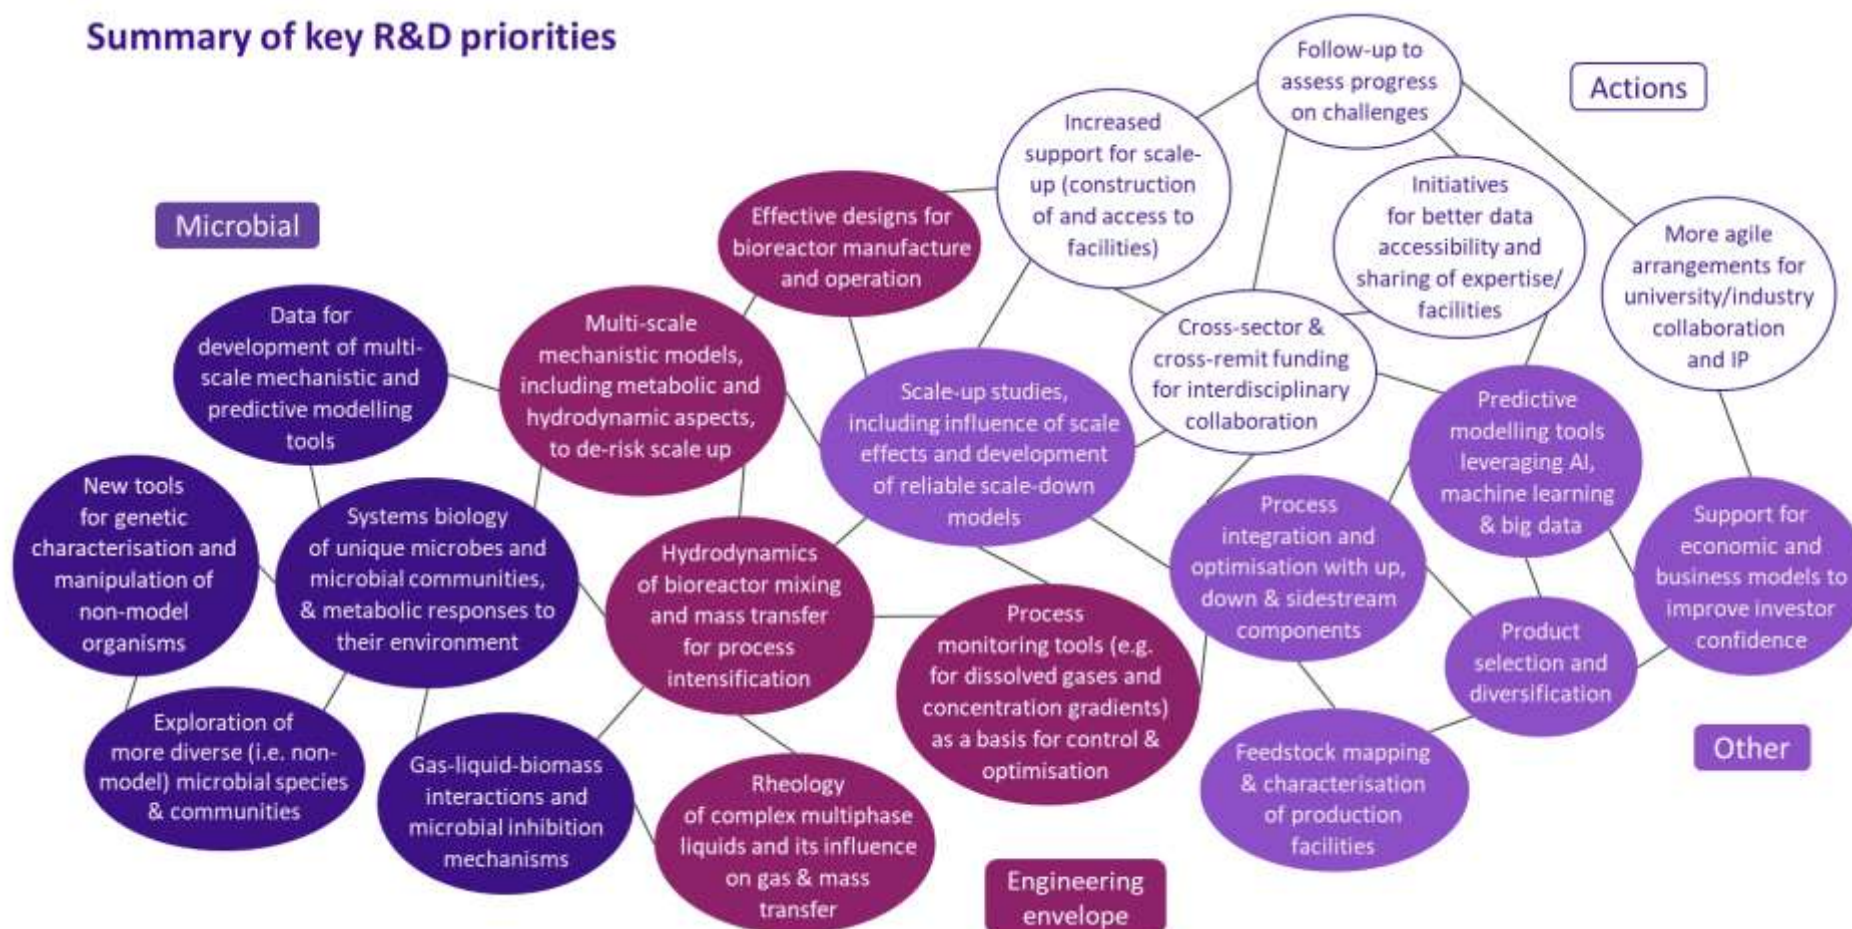 Summary of key R&D priorities
Follow-up to
assess progress
on challenges
Actions
Increased
support for scale-
up (construction
of and access to
facilities)
Initiatives
for better data
accessibility and
sharing of expertise/
facilities
More agile
arrangements for
university/industry
collaboration
and IP
Microbial
Effective designs for
bioreactor manufacture
and operation
Data for
development of multi-
scale mechanistic and
predictive modelling
tools
Multi-scale
mechanistic models,
including metabolic and
hydrodynamic aspects,
to de-risk scale up
Scale-up studies,
including influence of scale
effects and development
of reliable scale-down
models
Cross-sector &
cross-remit funding
for interdisciplinary
collaboration
Predictive
modelling tools
leveraging AI,
machine learning
& big data
New tools
for genetic
characterisation and
manipulation of
non-model
organisms
Systems biology
of unique microbes and
microbial communities,
& metabolic responses to
their environment
Hydrodynamics
of bioreactor mixing
and mass transfer
for process
intensification
Process
monitoring tools (e.g.
for dissolved gases and
concentration gradients)
as a basis for control &
optimisation
Process
integration and
optimisation with up,
down & sidestream
components
Product
selection and
diversification
Support for
economic and
business models to
improve investor
confidence
Exploration of
more diverse (i.e. non-
model) microbial species
& communities
Gas-liquid-biomass
interactions and
microbial inhibition
mechanisms
Rheology
of complex multiphase
liquids and its influence
on gas & mass
transfer
Feedstock mapping
& characterisation
of production
facilities
Other
Engineering
envelope